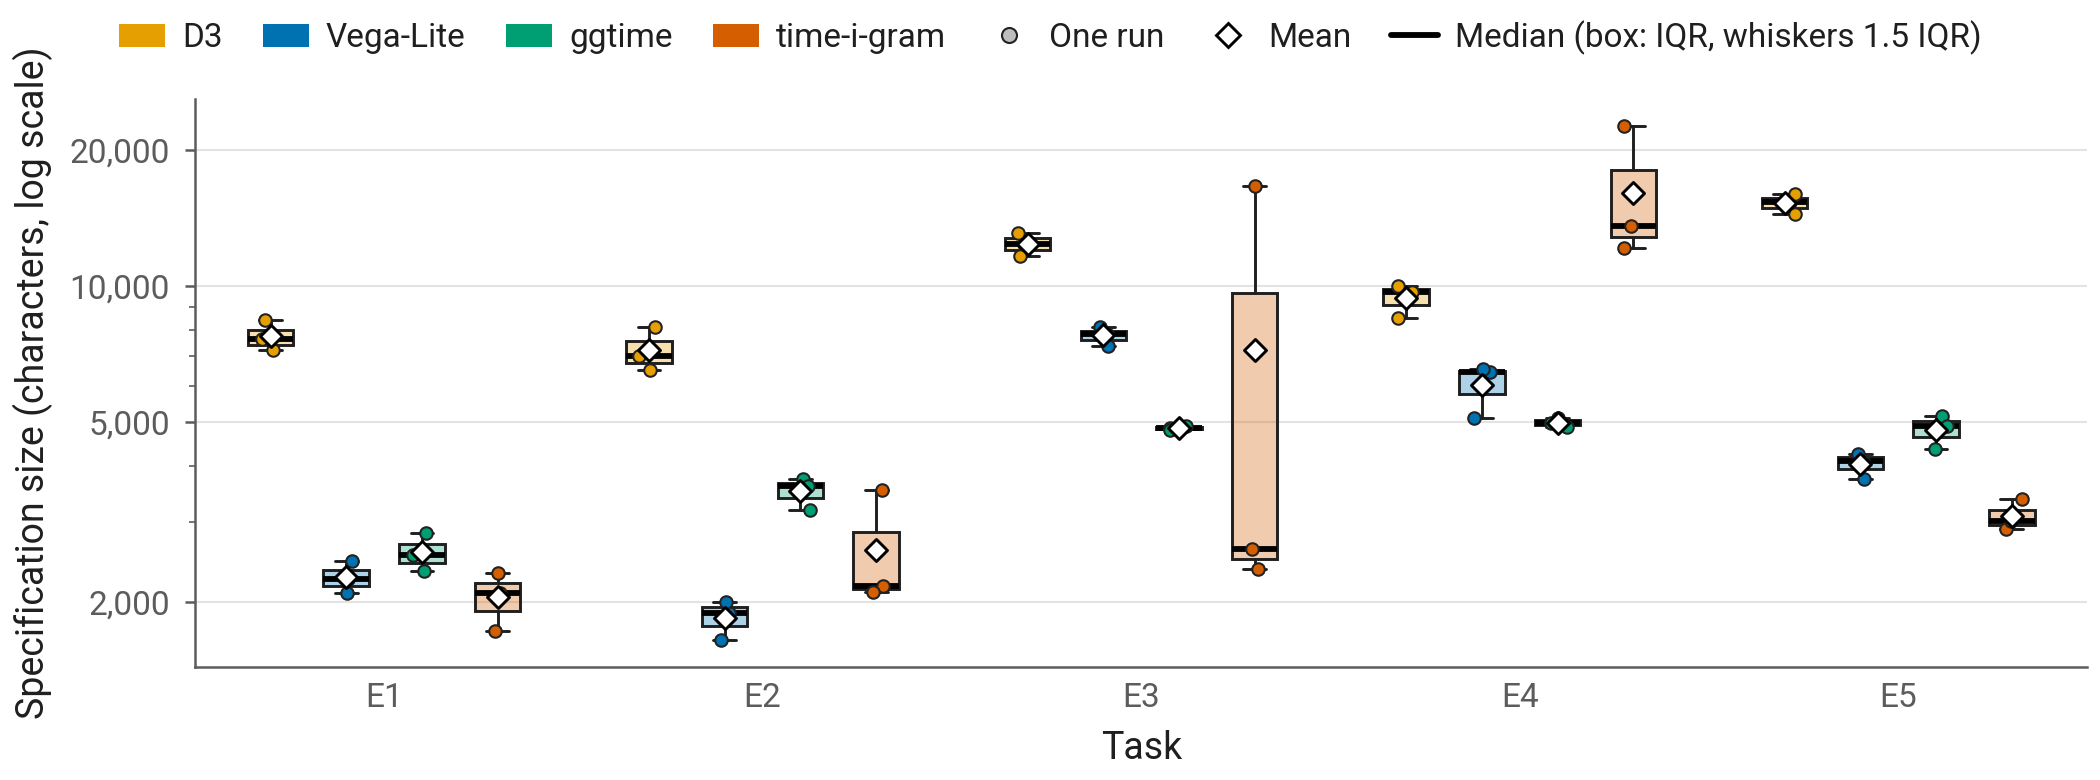 D3 Vega-Lite ggtime time-i-gram One run Mean Median (box: IQR, whiskers 1.5 IQR)
Specification size (characters, log scale)
20,000
10,000
5,000
2,000
E1 E2 E3 E4 E5
Task